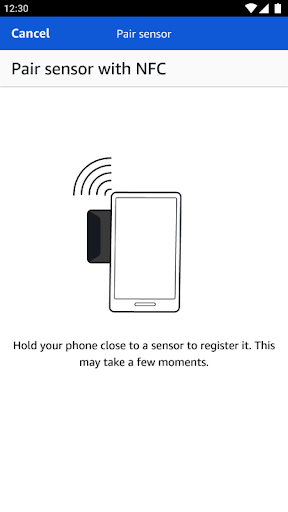 12:30
Cancel
Pair sensor
Pair sensor with NFC
Hold your phone close to a sensor to register it. This
may take a few moments.